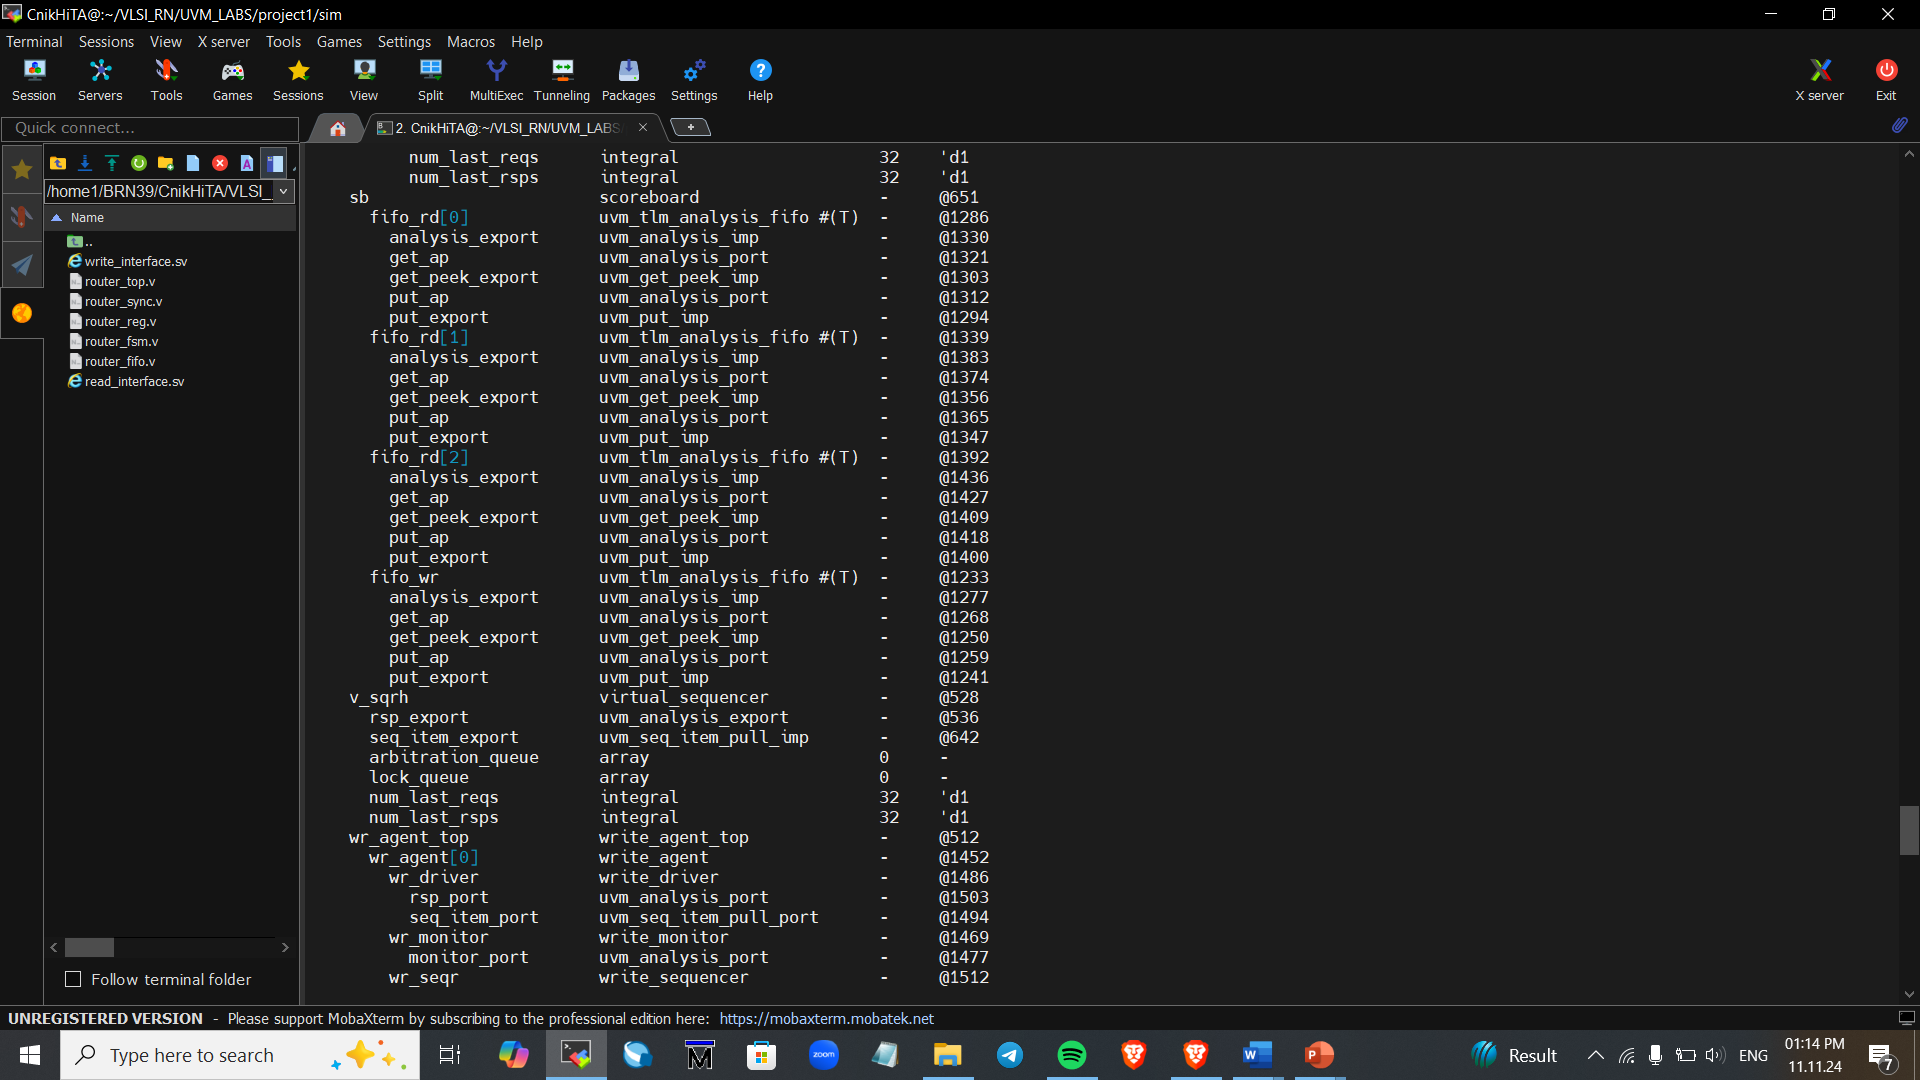 CnikHiTA@:~/VLSI_RN/UVM_LABS/project1/sim
Terminal Sessions View X server Tools Games Settings Macros Help
Session Servers Tools Games Sessions View Split MultiExec Tunneling Packages Settings Help X server Exit
Quick connect...
2. CnikHiTA@:~/VLSI_RN/UVM_LABS/
/home1/BRN39/CnikHiTA/VLSI_
Name
..
write_interface.sv
router_top.v
router_sync.v
router_reg.v
router_fsm.v
router_fifo.v
read_interface.sv
Follow terminal folder
num_last_reqs integral 32 'd1
num_last_rsps integral 32 'd1
sb scoreboard - @651
fifo_rd[0] uvm_tlm_analysis_fifo #(T) - @1286
analysis_export uvm_analysis_imp - @1330
get_ap uvm_analysis_port - @1321
get_peek_export uvm_get_peek_imp - @1303
put_ap uvm_analysis_port - @1312
put_export uvm_put_imp - @1294
fifo_rd[1] uvm_tlm_analysis_fifo #(T) - @1339
analysis_export uvm_analysis_imp - @1383
get_ap uvm_analysis_port - @1374
get_peek_export uvm_get_peek_imp - @1356
put_ap uvm_analysis_port - @1365
put_export uvm_put_imp - @1347
fifo_rd[2] uvm_tlm_analysis_fifo #(T) - @1392
analysis_export uvm_analysis_imp - @1436
get_ap uvm_analysis_port - @1427
get_peek_export uvm_get_peek_imp - @1409
put_ap uvm_analysis_port - @1418
put_export uvm_put_imp - @1400
fifo_wr uvm_tlm_analysis_fifo #(T) - @1233
analysis_export uvm_analysis_imp - @1277
get_ap uvm_analysis_port - @1268
get_peek_export uvm_get_peek_imp - @1250
put_ap uvm_analysis_port - @1259
put_export uvm_put_imp - @1241
v_sqrh virtual_sequencer - @528
rsp_export uvm_analysis_export - @536
seq_item_export uvm_seq_item_pull_imp - @642
arbitration_queue array 0 -
lock_queue array 0 -
num_last_reqs integral 32 'd1
num_last_rsps integral 32 'd1
wr_agent_top write_agent_top - @512
wr_agent[0] write_agent - @1452
wr_driver write_driver - @1486
rsp_port uvm_analysis_port - @1503
seq_item_port uvm_seq_item_pull_port - @1494
wr_monitor write_monitor - @1469
monitor_port uvm_analysis_port - @1477
wr_seqr write_sequencer - @1512
UNREGISTERED VERSION - Please support MobaXterm by subscribing to the professional edition here: https://mobaxterm.mobatek.net
Type here to search
zoom
Result
ENG
01:14 PM
11.11.24
7